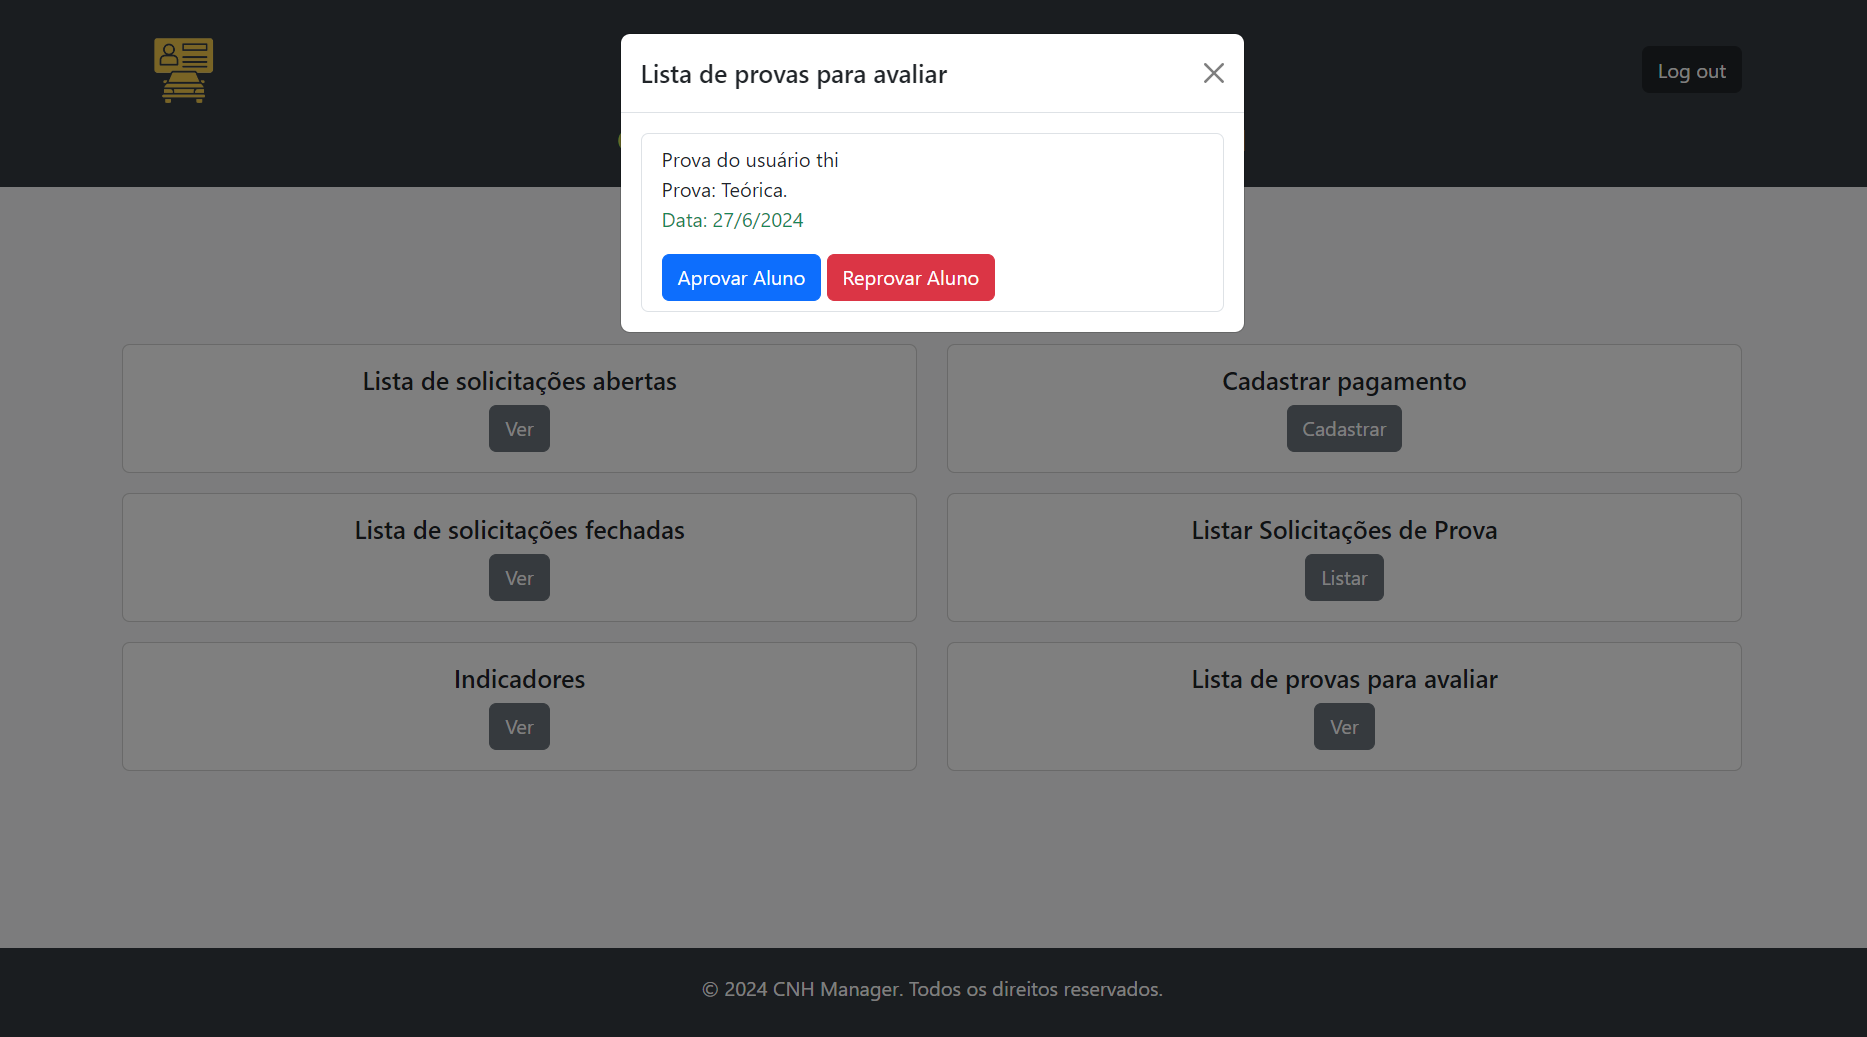 Log out
Lista de provas para avaliar
Prova do usuário thi
Prova: Teórica.
Data: 27/6/2024
Aprovar Aluno Reprovar Aluno
Lista de solicitações abertas
Ver
Cadastrar pagamento
Cadastrar
Lista de solicitações fechadas
Ver
Listar Solicitações de Prova
Listar
Indicadores
Ver
Lista de provas para avaliar
Ver
© 2024 CNH Manager. Todos os direitos reservados.